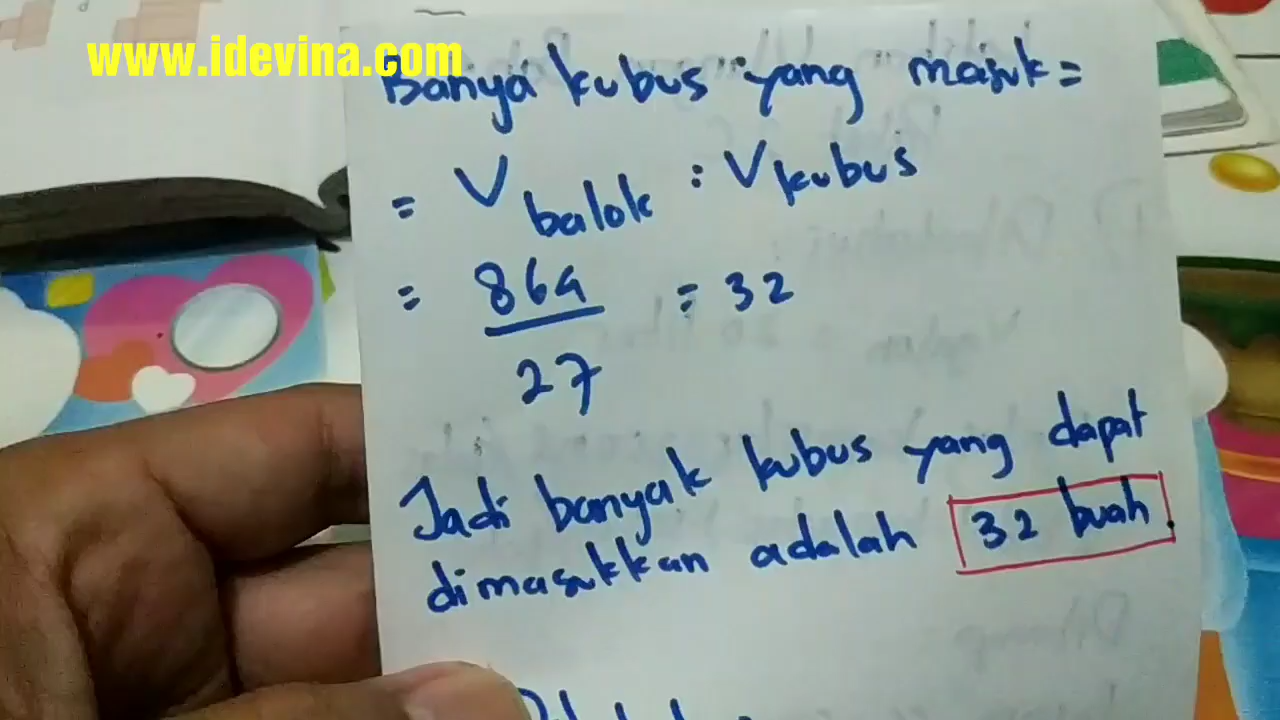 www.idevina.com
Banya kubus yang masuk =
= V balok : V kubus
= 864 = 32
27
Jadi banyak kubus yang dapat
dimasukkan adalah 32 buah.